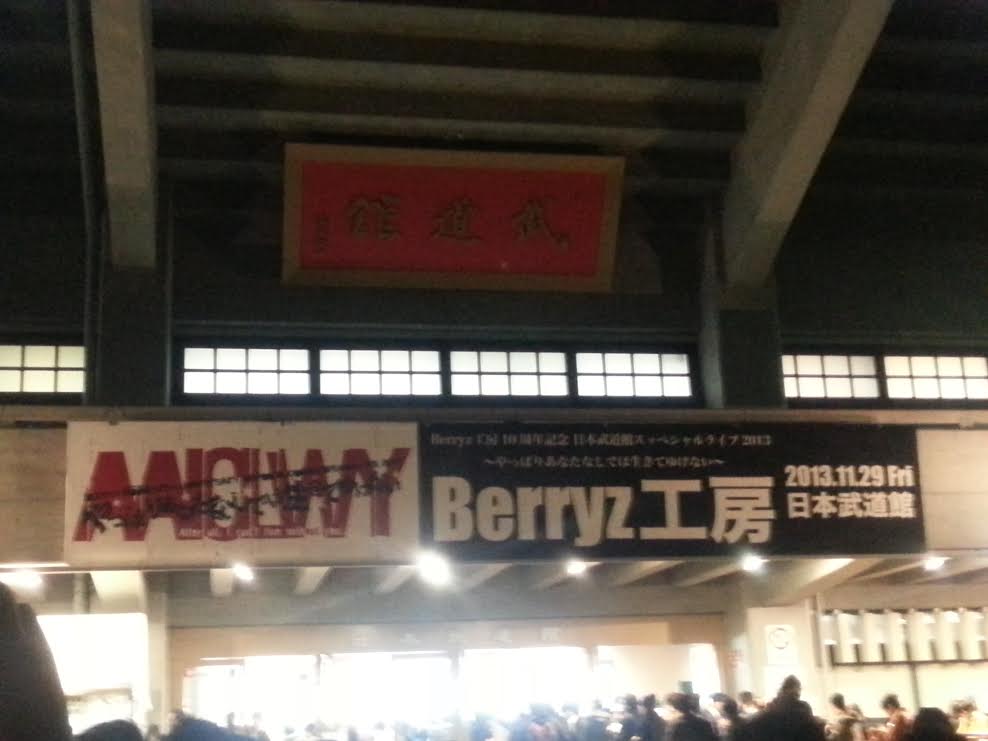 武道館
AAICLWWY
Berryz工房 10周年記念 日本武道館スッペシャルライブ2013
～やっぱりあなたなしでは生きてゆけない～
Berryz工房
2013.11.29 Fri
日本武道館